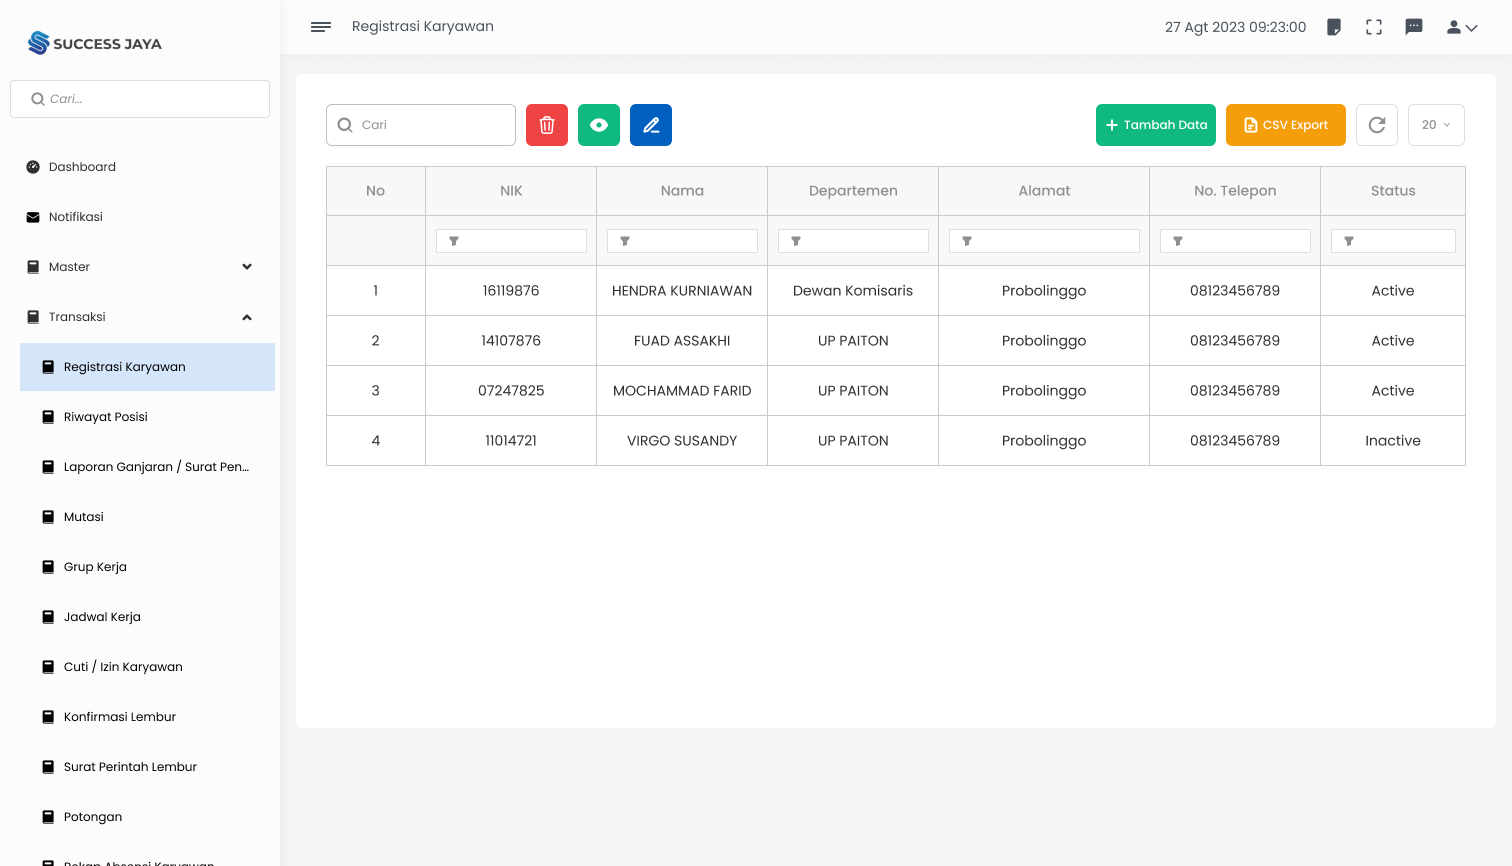 SUCCESS JAYA
Cari...
Dashboard
Notifikasi
Master
Transaksi
Registrasi Karyawan
Riwayat Posisi
Laporan Ganjaran / Surat Pen...
Mutasi
Grup Kerja
Jadwal Kerja
Cuti / Izin Karyawan
Konfirmasi Lembur
Surat Perintah Lembur
Potongan
Rekap Absensi Karyawan
Registrasi Karyawan
27 Agt 2023 09:23:00
Cari
Tambah Data
CSV Export
20
No NIK Nama Departemen Alamat No. Telepon Status
1 16119876 HENDRA KURNIAWAN Dewan Komisaris Probolinggo 08123456789 Active
2 14107876 FUAD ASSAKHI UP PAITON Probolinggo 08123456789 Active
3 07247825 MOCHAMMAD FARID UP PAITON Probolinggo 08123456789 Active
4 11014721 VIRGO SUSANDY UP PAITON Probolinggo 08123456789 Inactive